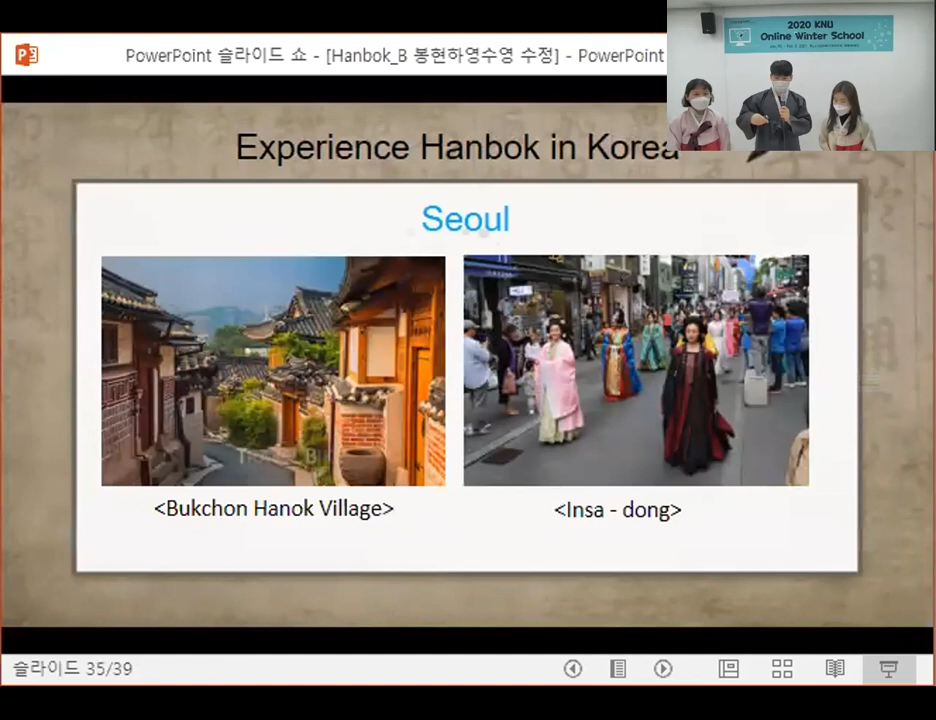 PowerPoint 슬라이드 쇼 - [Hanbok_B 봉현하영수영 수정] - PowerPoint
2020 KNU
Online Winter School
Experience Hanbok in Korea
Seoul
<Bukchon Hanok Village>
<Insa - dong>
슬라이드 35/39